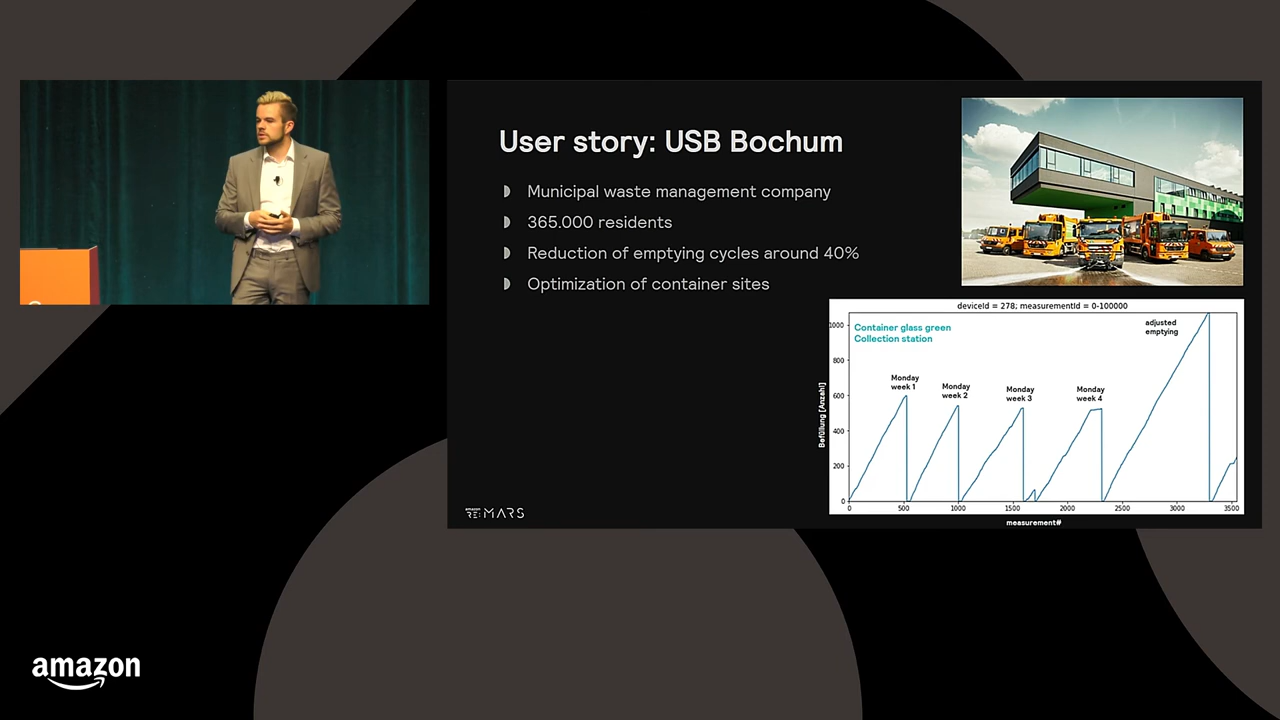 User story: USB Bochum
Municipal waste management company
365.000 residents
Reduction of emptying cycles around 40%
Optimization of container sites
deviceId = 278; measurementId = 0-100000
Container glass green
Collection station
adjusted
emptying
Monday
week 1
Monday
week 2
Monday
week 3
Monday
week 4
Befüllung [Anzahl]
1000
800
600
400
200
0
0
500
1000
1500
2000
2500
3000
3500
measurement#
amazon
RE:MARS
amazon